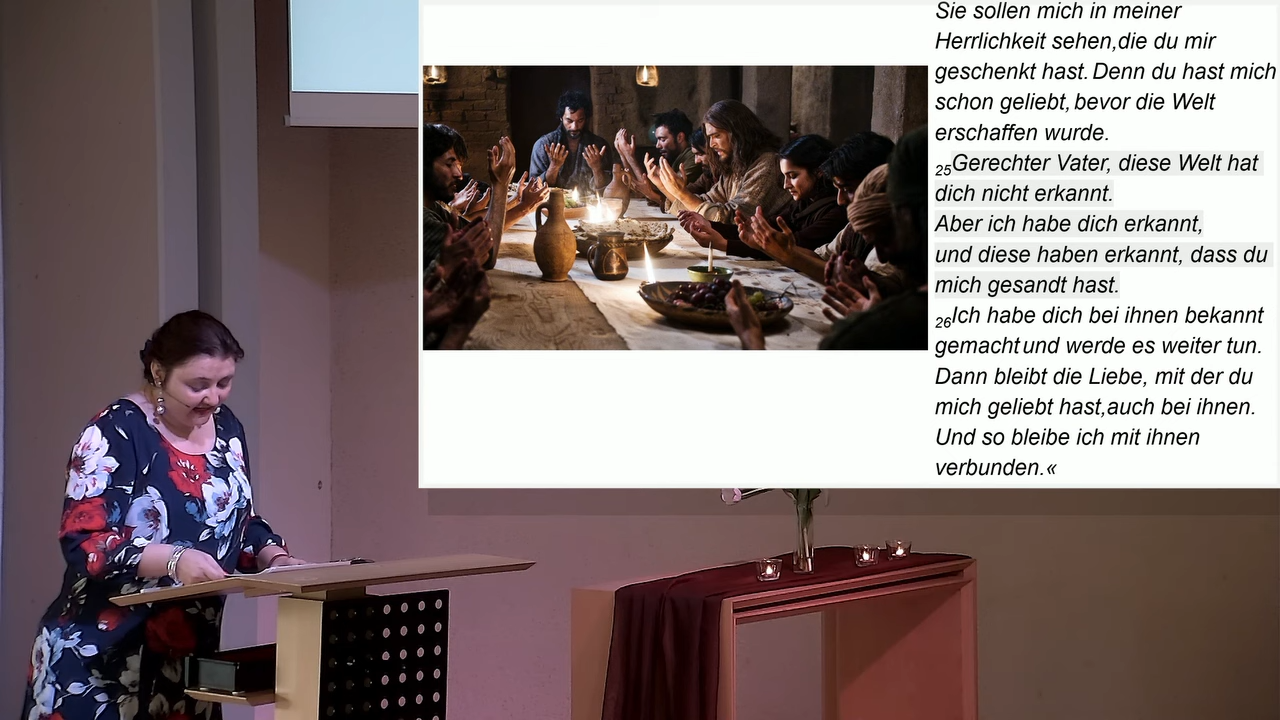 Sie sollen mich in meiner
Herrlichkeit sehen,die du mir
geschenkt hast. Denn du hast mich
schon geliebt, bevor die Welt
erschaffen wurde.
25Gerechter Vater, diese Welt hat
dich nicht erkannt.
Aber ich habe dich erkannt,
und diese haben erkannt, dass du
mich gesandt hast.
26Ich habe dich bei ihnen bekannt
gemacht und werde es weiter tun.
Dann bleibt die Liebe, mit der du
mich geliebt hast,auch bei ihnen.
Und so bleibe ich mit ihnen
verbunden.«